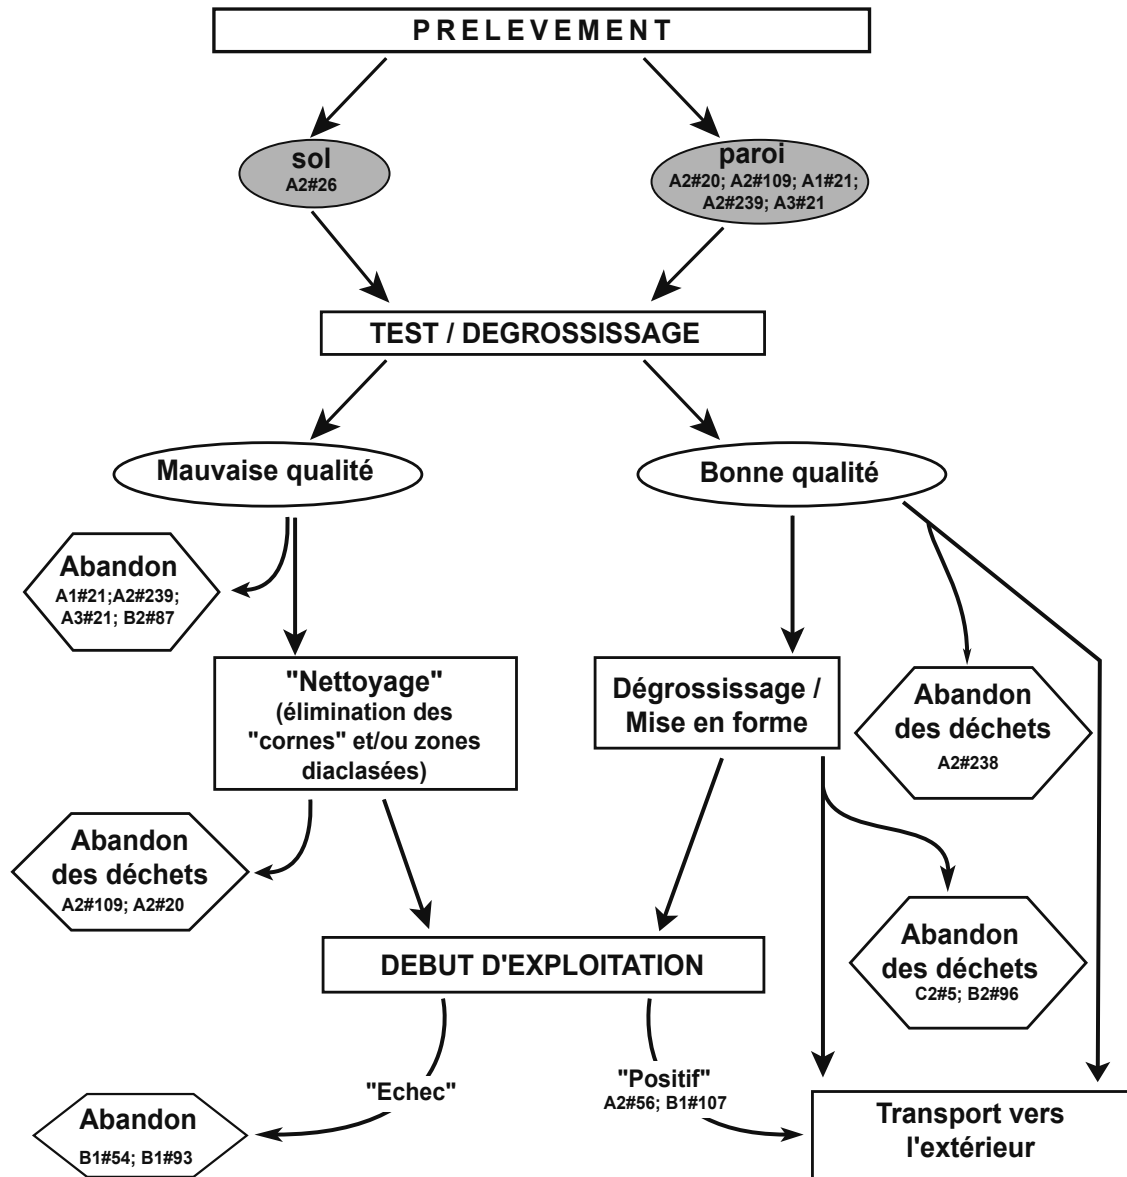 PRELEVEMENT
sol
A2#26
paroi
A2#20; A2#109; A1#21;
A2#239; A3#21
TEST / DEGROSSISSAGE
Mauvaise qualité
Bonne qualité
Abandon
A1#21;A2#239;
A3#21; B2#87
"Nettoyage"
(élimination des
"cornes" et/ou zones
diaclasées)
Dégrossissage /
Mise en forme
Abandon
des déchets
A2#238
Abandon
des déchets
A2#109; A2#20
Abandon
des déchets
C2#5; B2#96
DEBUT D'EXPLOITATION
"Echec"
"Positif"
A2#56; B1#107
Abandon
B1#54; B1#93
Transport vers
l'extérieur